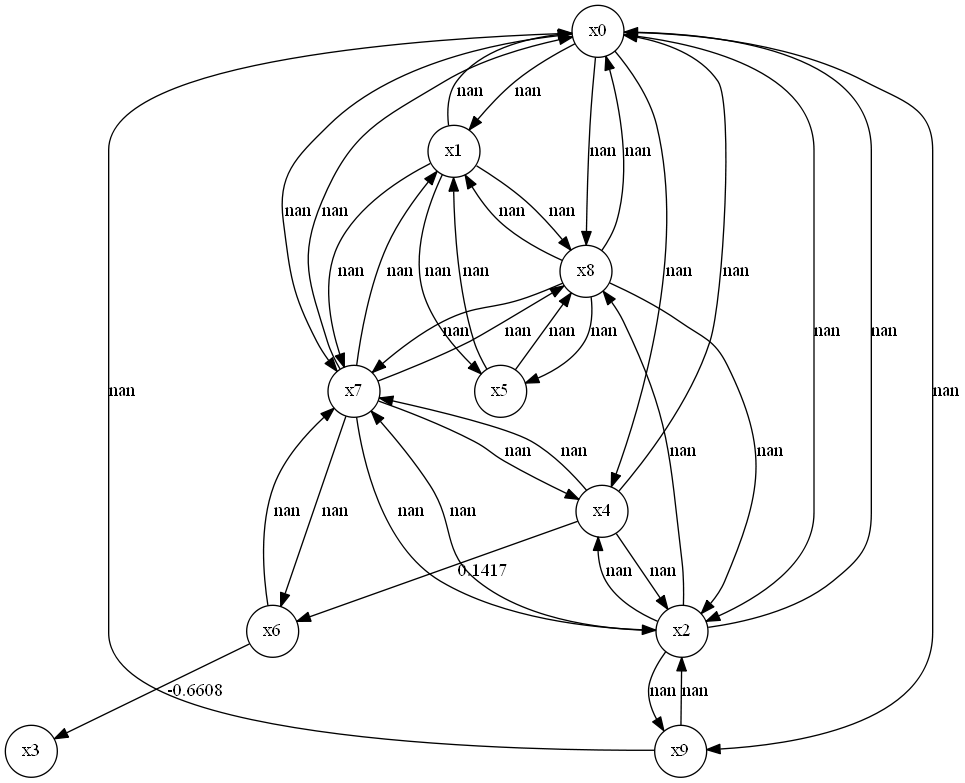 x0
nan nan
x1
nan nan
nan nan nan nan
x8
nan nan nan nan nan nan
nan nan nan nan nan nan
x7 x5
nan nan
nan nan nan
x4
nan nan nan nan
0.1417 nan nan
x6 x2
-0.6608 nan nan
x3 x9